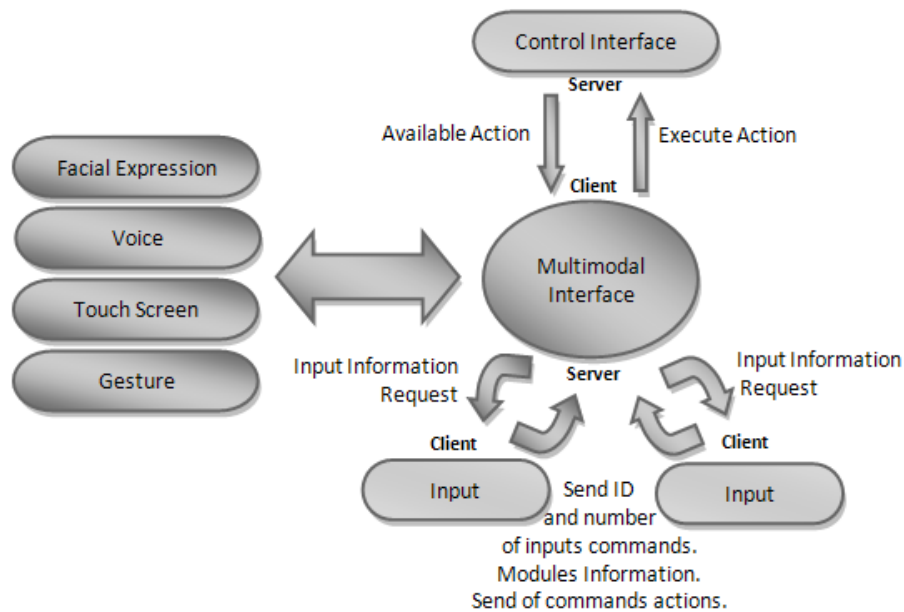 Control Interface
Server
Available Action
Execute Action
Client
Facial Expression
Voice
Touch Screen
Gesture
Multimodal
Interface
Input Information
Request
Server
Input Information
Request
Client
Client
Input
Input
Send ID
and number
of inputs commands.
Modules Information.
Send of commands actions.